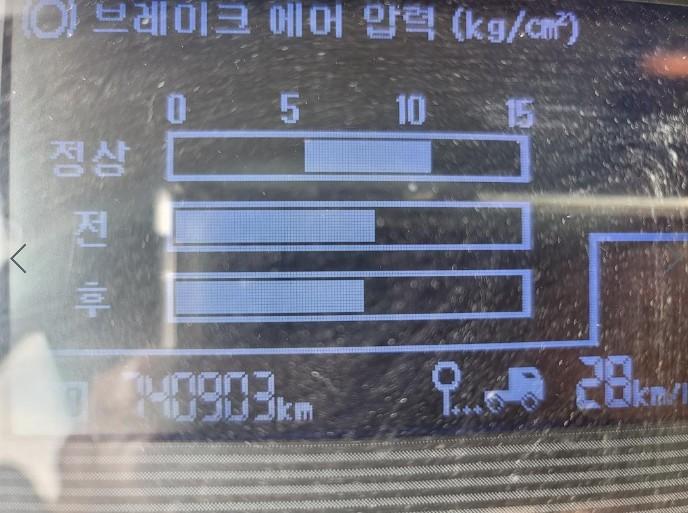 브레이크 에어 압력 (kg/cm²)
0 5 10 15
정상
전
후
740903km 28km/